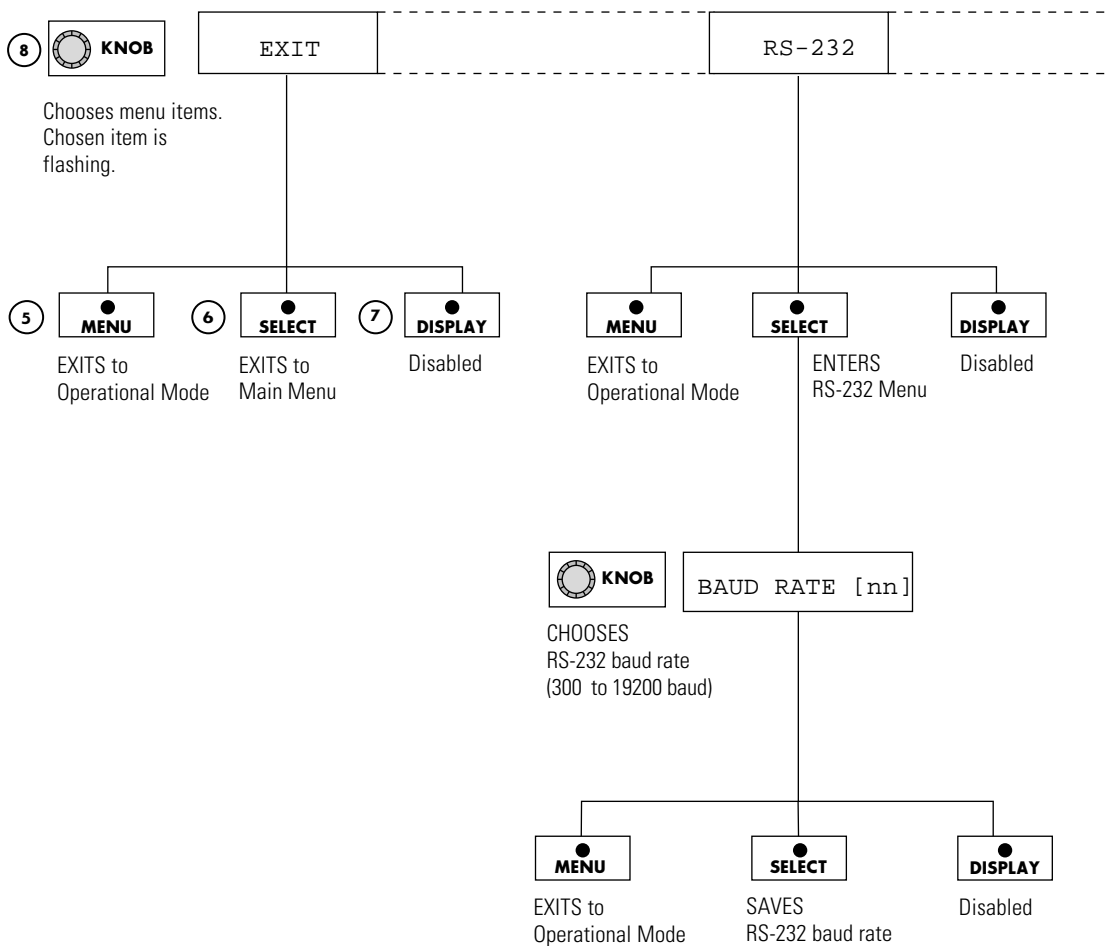 8 KNOB EXIT RS-232
Chooses menu items.
Chosen item is
flashing.
5 MENU 6 SELECT 7 DISPLAY MENU SELECT DISPLAY
EXITS to
Operational Mode
EXITS to
Main Menu
Disabled
EXITS to
Operational Mode
ENTERS
RS-232 Menu
Disabled
KNOB BAUD RATE [nn]
CHOOSES
RS-232 baud rate
(300 to 19200 baud)
MENU SELECT DISPLAY
EXITS to
Operational Mode
SAVES
RS-232 baud rate
Disabled